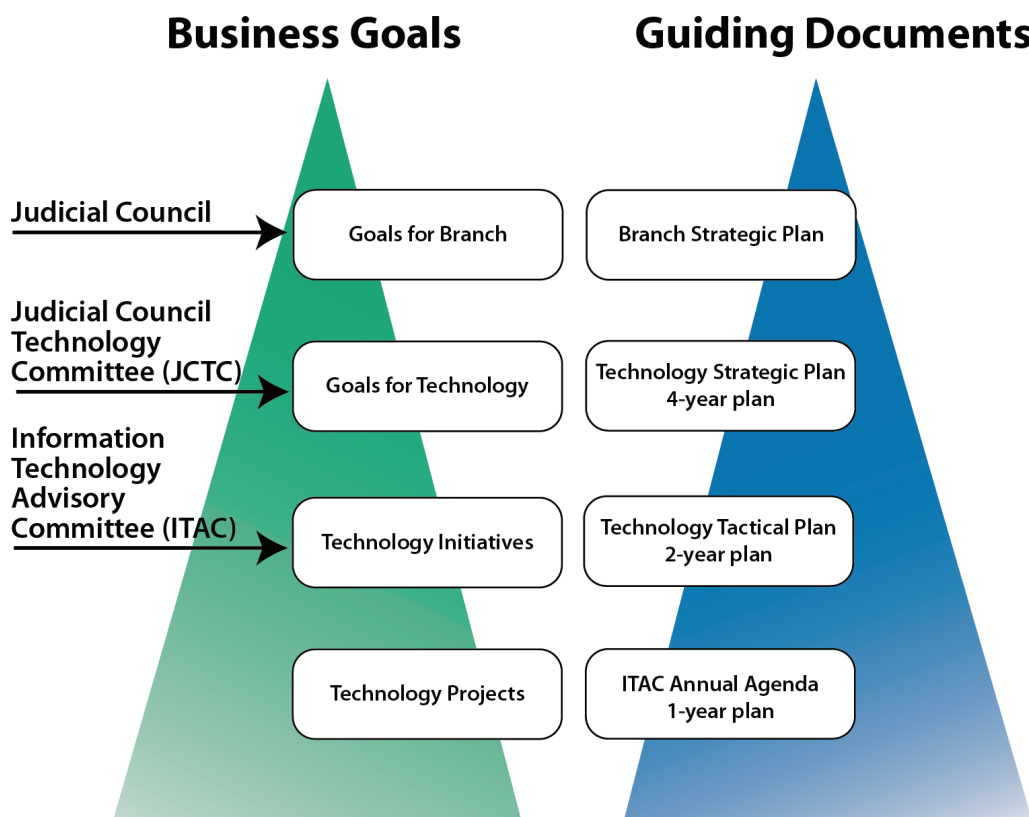 Business Goals
Guiding Documents
Judicial Council
Goals for Branch
Branch Strategic Plan
Judicial Council
Technology
Committee (JCTC)
Goals for Technology
Technology Strategic Plan
4-year plan
Information
Technology
Advisory
Committee (ITAC)
Technology Initiatives
Technology Tactical Plan
2-year plan
Technology Projects
ITAC Annual Agenda
1-year plan